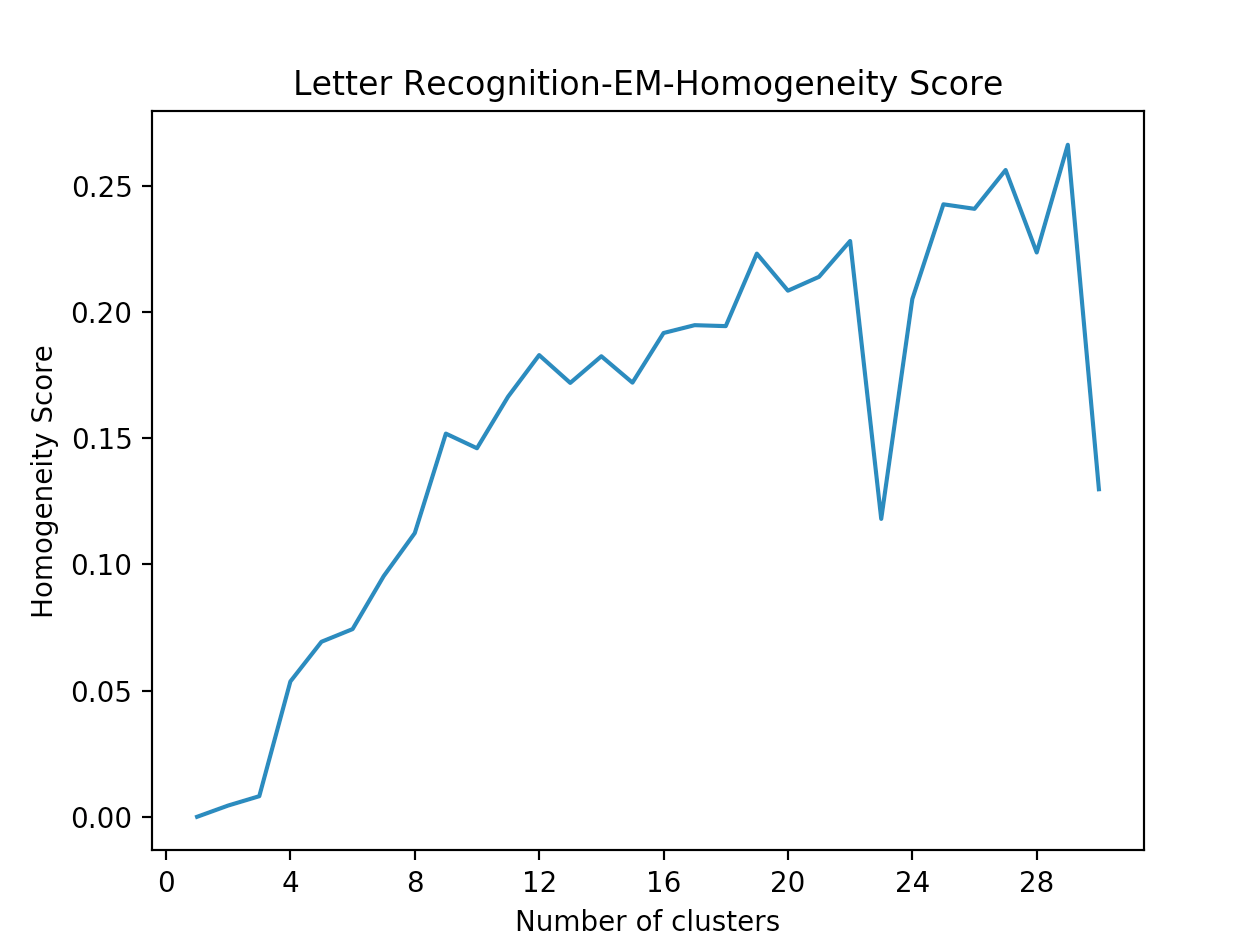 Letter Recognition-EM-Homogeneity Score
0.25
0.20
0.15
0.10
0.05
0.00
Homogeneity Score
0 4 8 12 16 20 24 28
Number of clusters